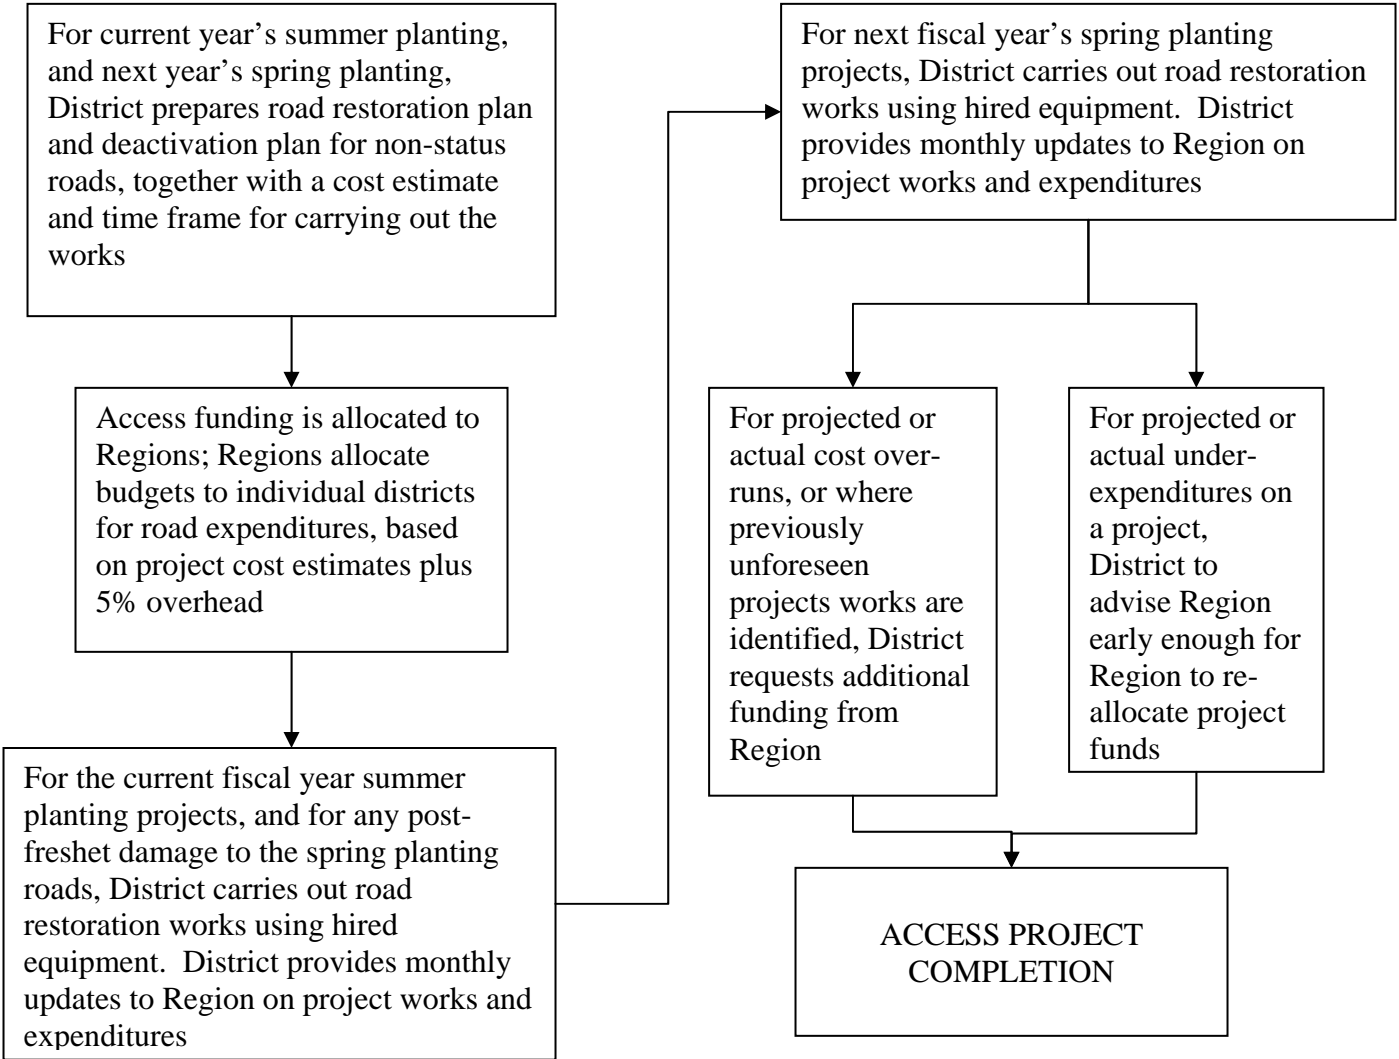 For current year’s summer planting,
and next year’s spring planting,
District prepares road restoration plan
and deactivation plan for non-status
roads, together with a cost estimate
and time frame for carrying out the
works
Access funding is allocated to
Regions; Regions allocate
budgets to individual districts
for road expenditures, based
on project cost estimates plus
5% overhead
For the current fiscal year summer
planting projects, and for any post-
freshet damage to the spring planting
roads, District carries out road
restoration works using hired
equipment.  District provides monthly
updates to Region on project works and
expenditures
For next fiscal year’s spring planting
projects, District carries out road restoration
works using hired equipment.  District
provides monthly updates to Region on
project works and expenditures
For projected or
actual cost over-
runs, or where
previously
unforeseen
projects works are
identified, District
requests additional
funding from
Region
For projected or
actual under-
expenditures on
a project,
District to
advise Region
early enough for
Region to re-
allocate project
funds
ACCESS PROJECT
COMPLETION